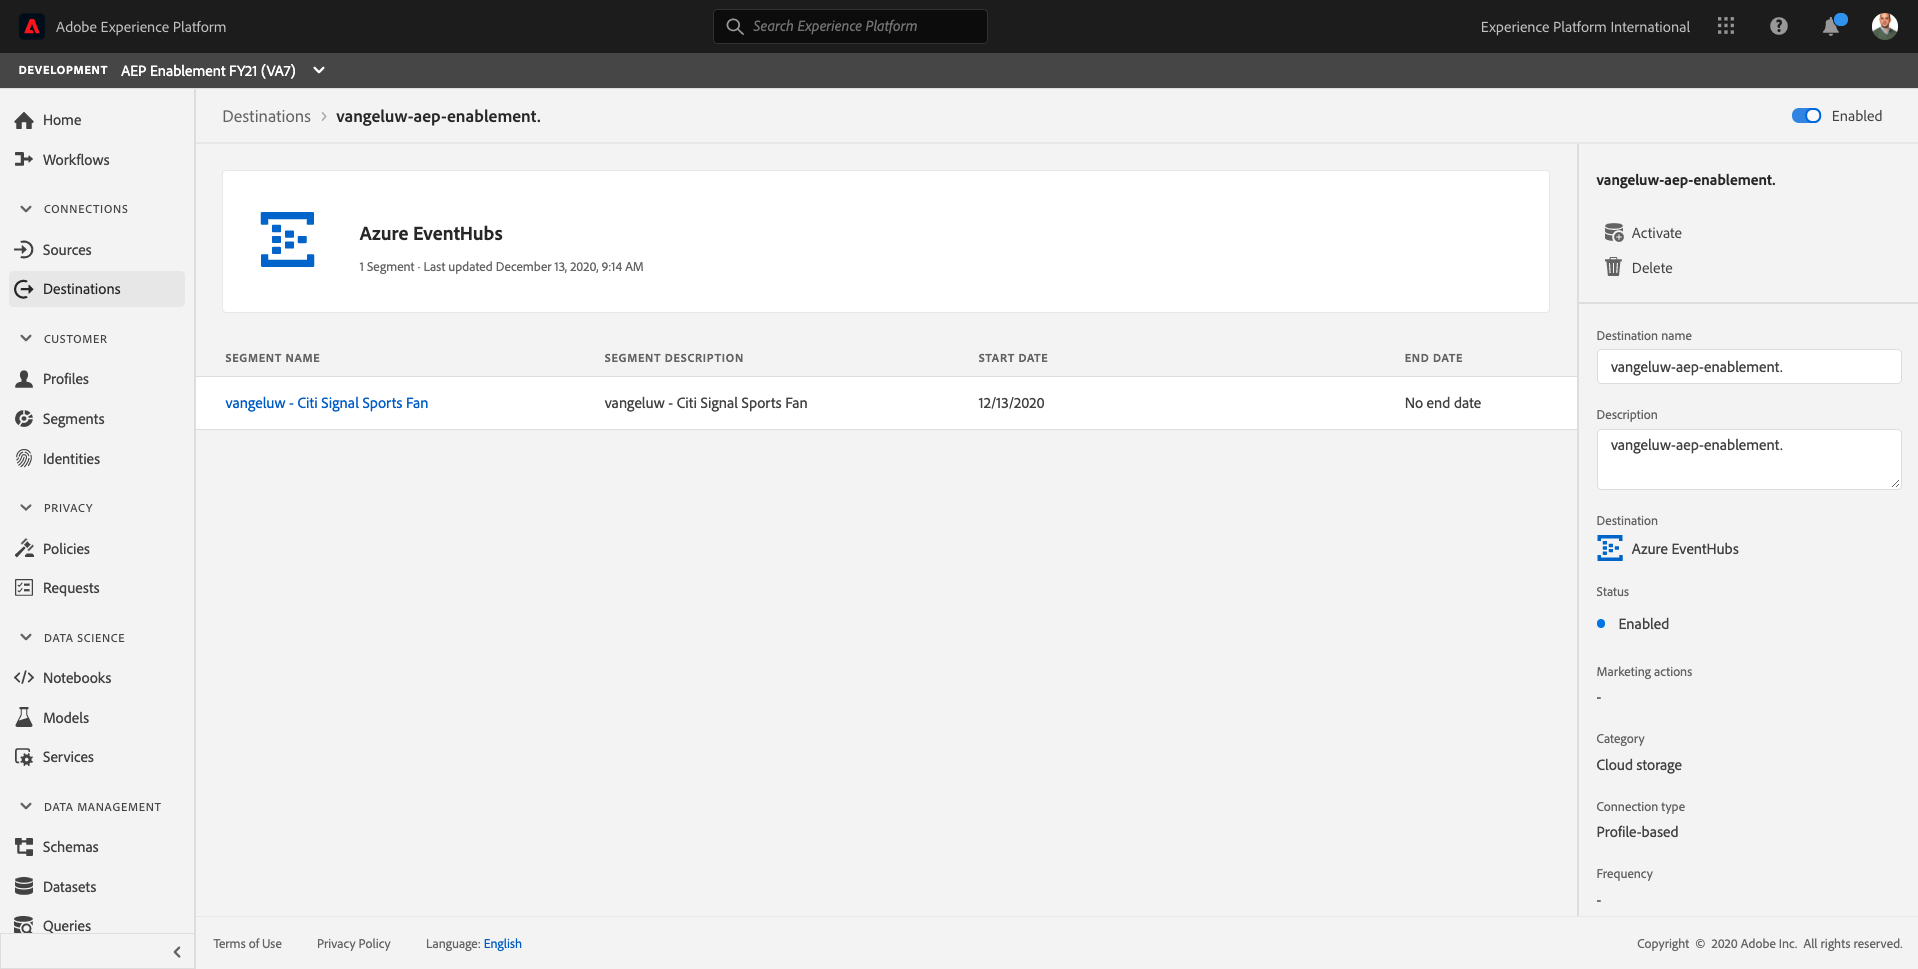 Adobe Experience Platform
Search Experience Platform
Experience Platform International
DEVELOPMENT AEP Enablement FY21 (VA7)
Home
Workflows
CONNECTIONS
Sources
Destinations
CUSTOMER
Profiles
Segments
Identities
PRIVACY
Policies
Requests
DATA SCIENCE
Notebooks
Models
Services
DATA MANAGEMENT
Schemas
Datasets
Queries
Destinations > vangeluw-aep-enablement.
Enabled
Azure EventHubs
1 Segment · Last updated December 13, 2020, 9:14 AM
SEGMENT NAME SEGMENT DESCRIPTION START DATE END DATE
vangeluw - Citi Signal Sports Fan vangeluw - Citi Signal Sports Fan 12/13/2020 No end date
vangeluw-aep-enablement.
Activate
Delete
Destination name
vangeluw-aep-enablement.
Description
vangeluw-aep-enablement.
Destination
Azure EventHubs
Status
Enabled
Marketing actions
-
Category
Cloud storage
Connection type
Profile-based
Frequency
-
Terms of Use Privacy Policy Language: English
Copyright © 2020 Adobe Inc. All rights reserved.